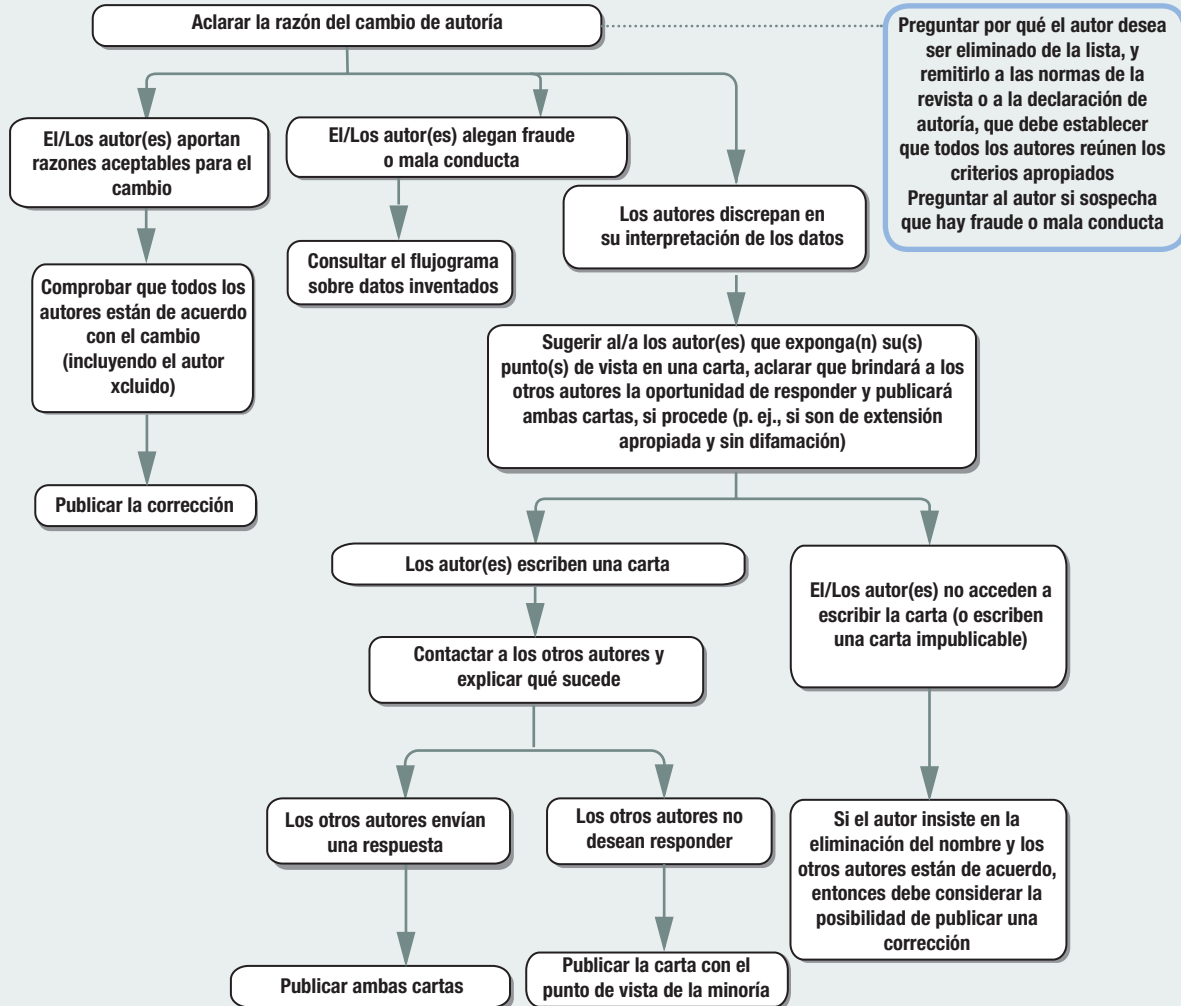 Aclarar la razón del cambio de autoría
Preguntar por qué el autor desea
ser eliminado de la lista, y
remitirlo a las normas de la
revista o a la declaración de
autoría, que debe establecer
que todos los autores reúnen los
criterios apropiados
Preguntar al autor si sospecha
que hay fraude o mala conducta
El/Los autor(es) aportan
razones aceptables para el
cambio
El/Los autor(es) alegan fraude
o mala conducta
Los autores discrepan en
su interpretación de los datos
Comprobar que todos los
autores están de acuerdo
con el cambio
(incluyendo el autor
xcluido)
Consultar el flujograma
sobre datos inventados
Sugerir al/a los autor(es) que exponga(n) su(s)
punto(s) de vista en una carta, aclarar que brindará a los
otros autores la oportunidad de responder y publicará
ambas cartas, si procede (p. ej., si son de extensión
apropiada y sin difamación)
Publicar la corrección
Los autor(es) escriben una carta
El/Los autor(es) no acceden a
escribir la carta (o escriben
una carta impublicable)
Contactar a los otros autores y
explicar qué sucede
Los otros autores envían
una respuesta
Los otros autores no
desean responder
Si el autor insiste en la
eliminación del nombre y los
otros autores están de acuerdo,
entonces debe considerar la
posibilidad de publicar una
corrección
Publicar ambas cartas
Publicar la carta con el
punto de vista de la minoría